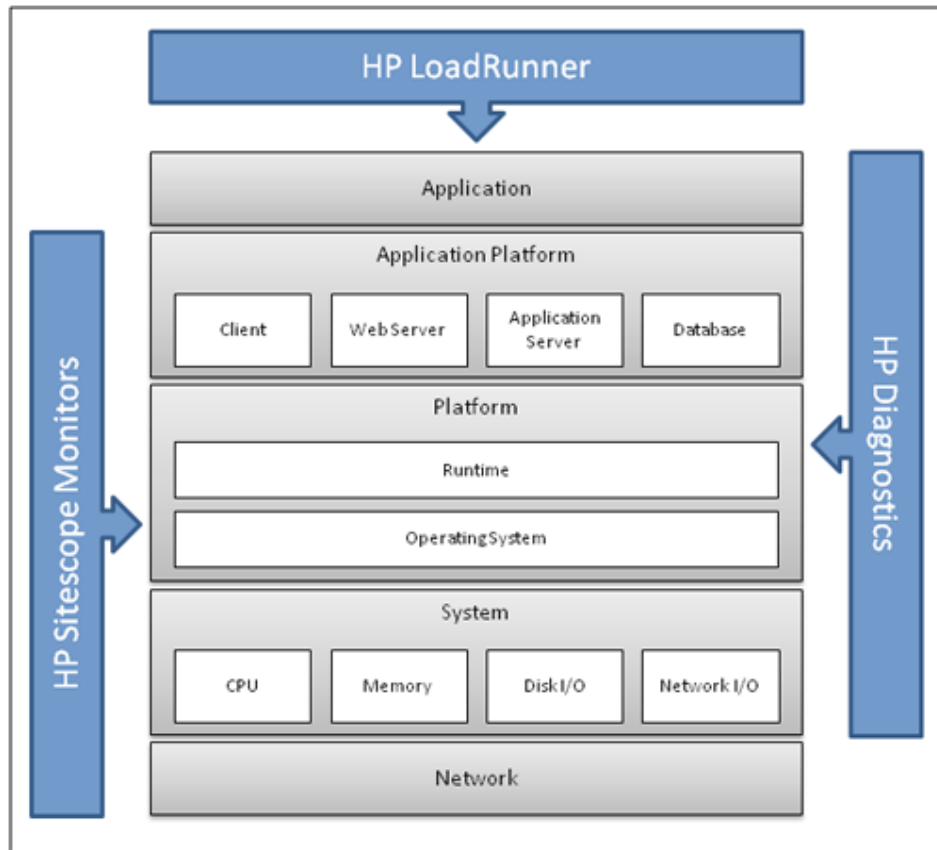 HP LoadRunner
Application
Application Platform
Client
Web Server
Application
Server
Database
Platform
Runtime
Operating System
System
CPU
Memory
Disk I/O
Network I/O
Network
HP Sitescope Monitors
HP Diagnostics